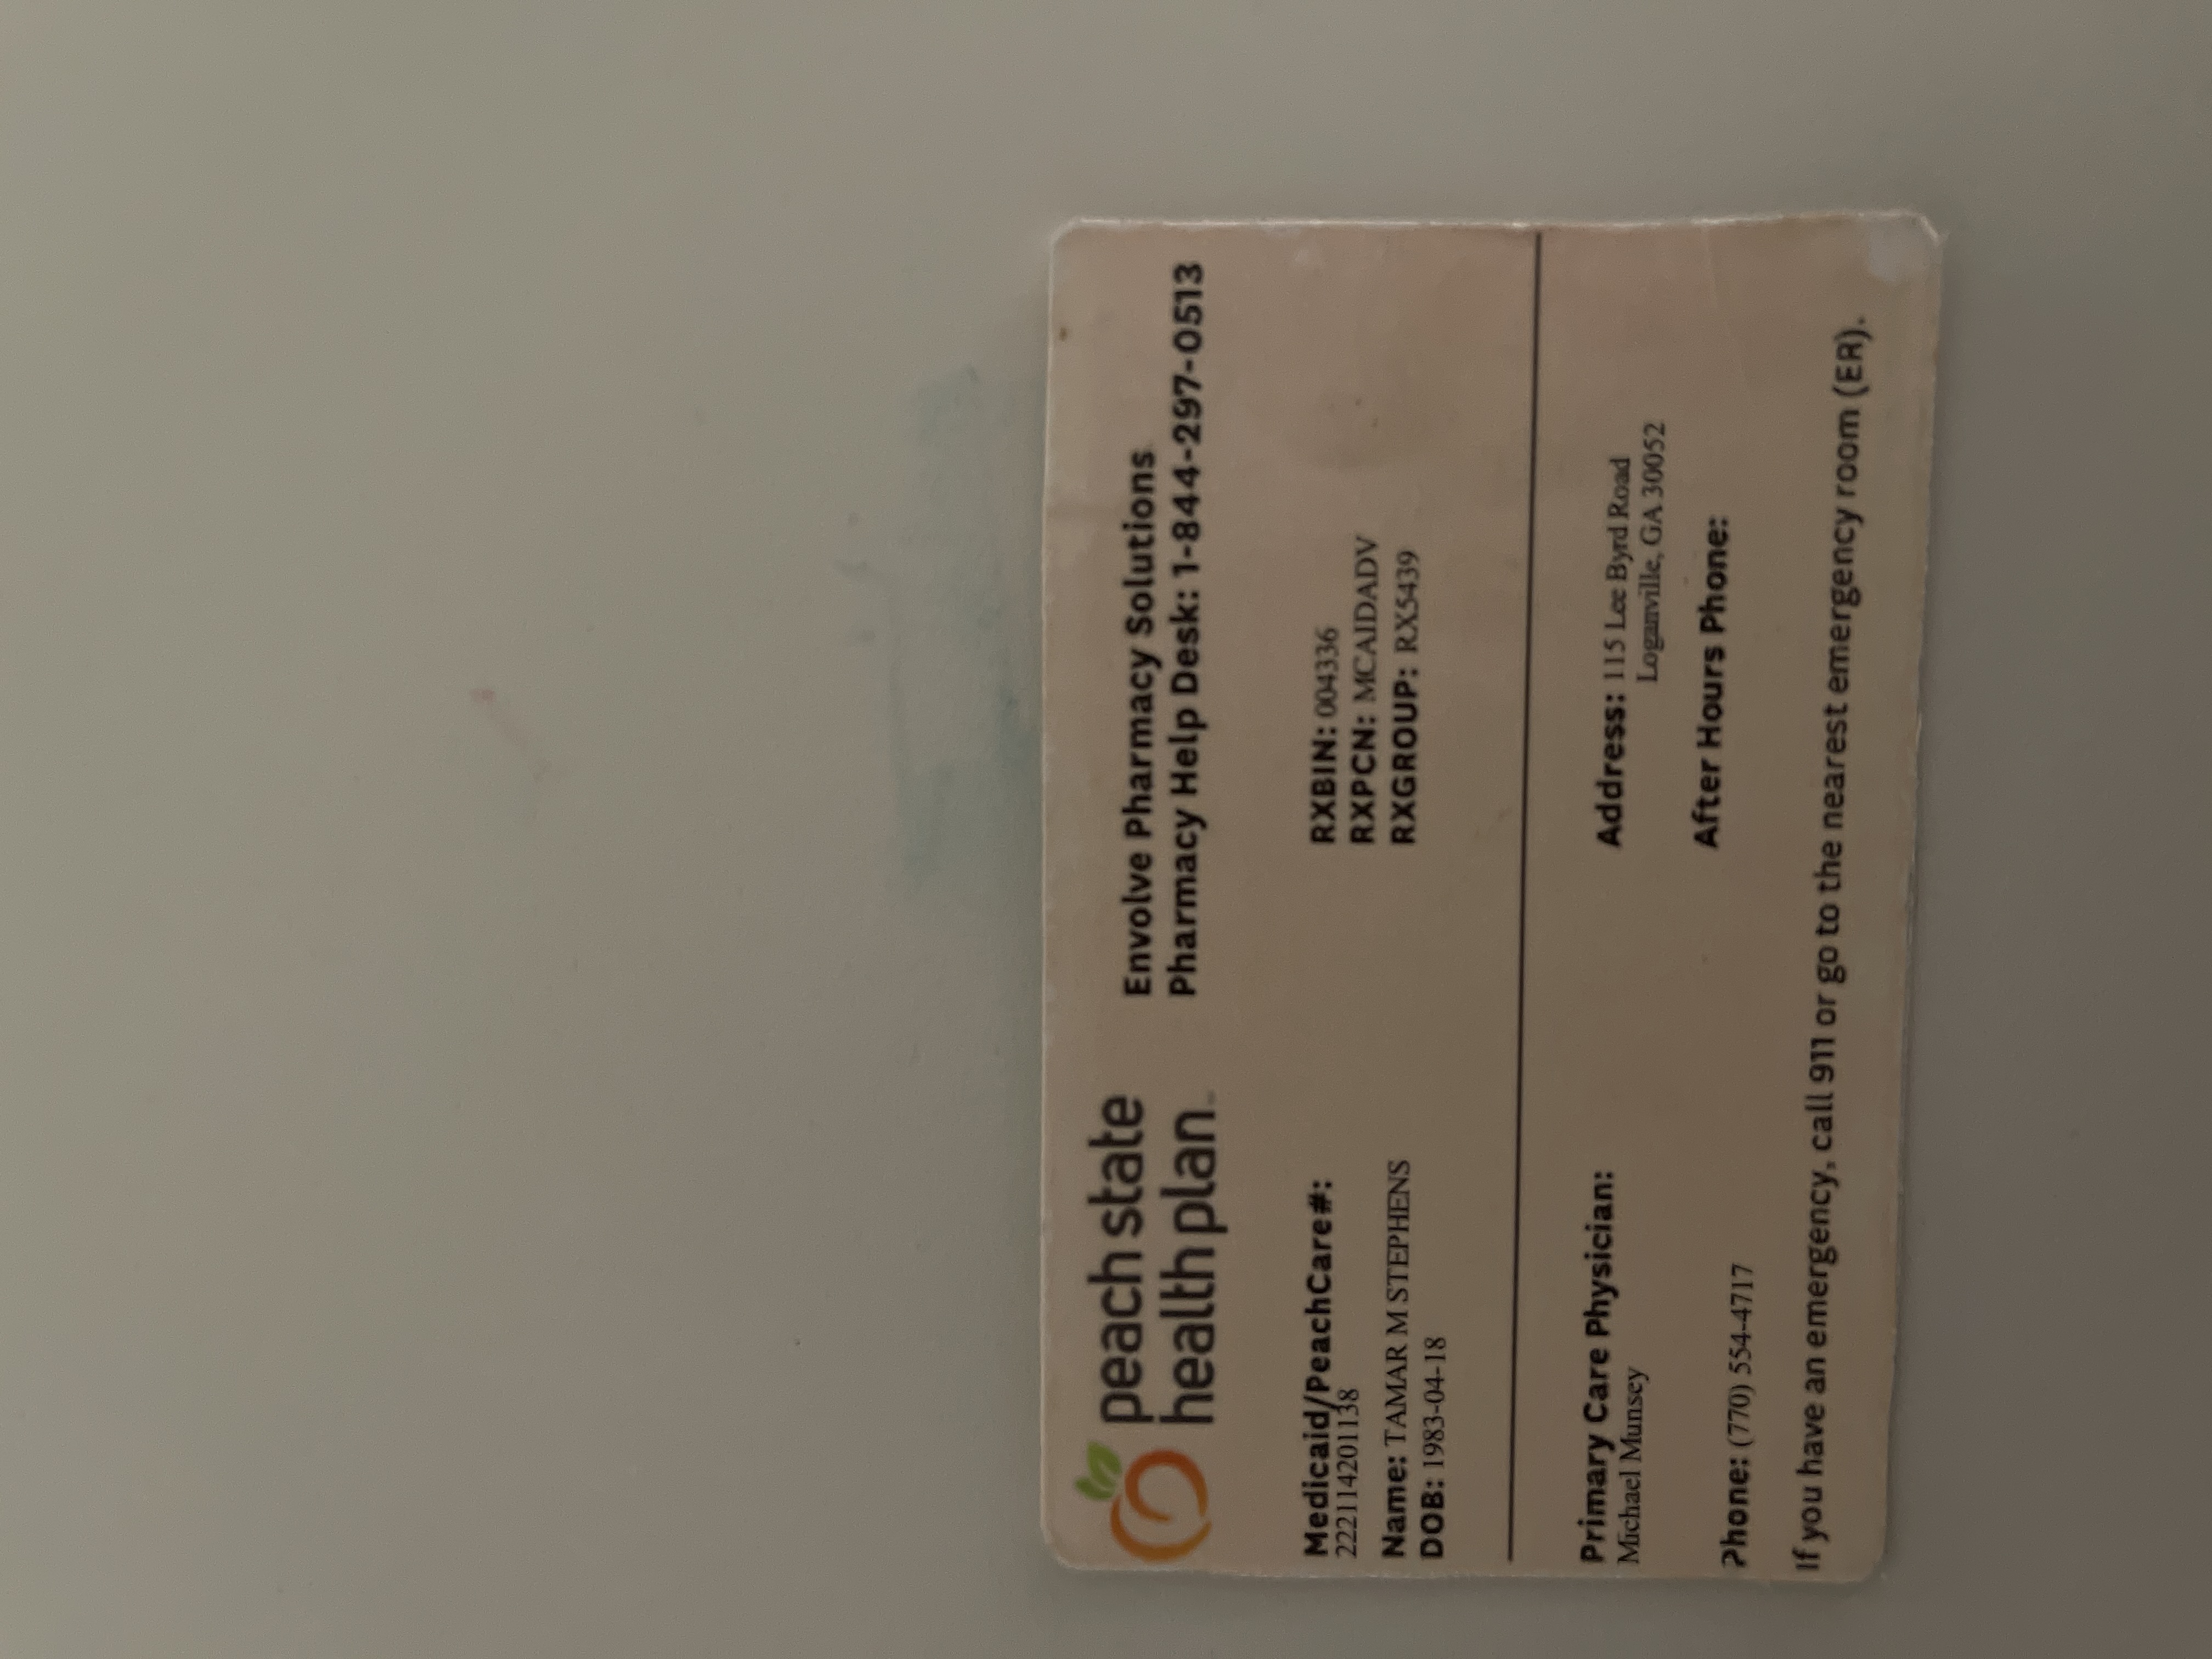 peach state
health plan™
Envolve Pharmacy Solutions
Pharmacy Help Desk: 1-844-297-0513
Medicaid/PeachCare#:
222114201138
Name: TAMAR M STEPHENS
DOB: 1983-04-18
RXBIN: 004336
RXPCN: MCAIDADV
RXGROUP: RX5439
Primary Care Physician:
Michael Munsey
Phone: (770) 554-4717
Address: 115 Lee Byrd Road
Loganville, GA 30052
After Hours Phone:
If you have an emergency, call 911 or go to the nearest emergency room (ER).